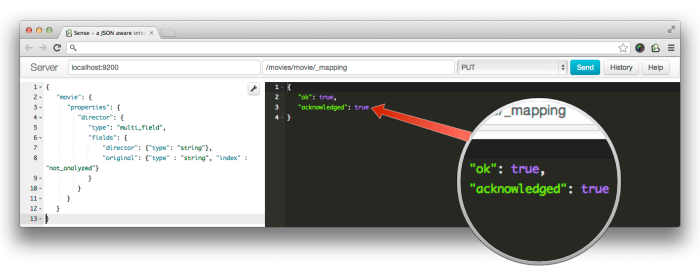 Sense – a JSON aware inte
Server localhost:9200 /movies/movie/_mapping PUT Send History Help
1 {
2 "movie": {
3 "properties": {
4 "director": {
5 "type": "multi_field",
6 "fields": {
7 "director": {"type": "string"},
8 "original": {"type" : "string", "index" :
"not_analyzed"}
9 }
10 }
11 }
12 }
13 }
1 {
2 "ok": true,
3 "acknowledged": true
4 }
/_mapping
"ok": true,
"acknowledged": true